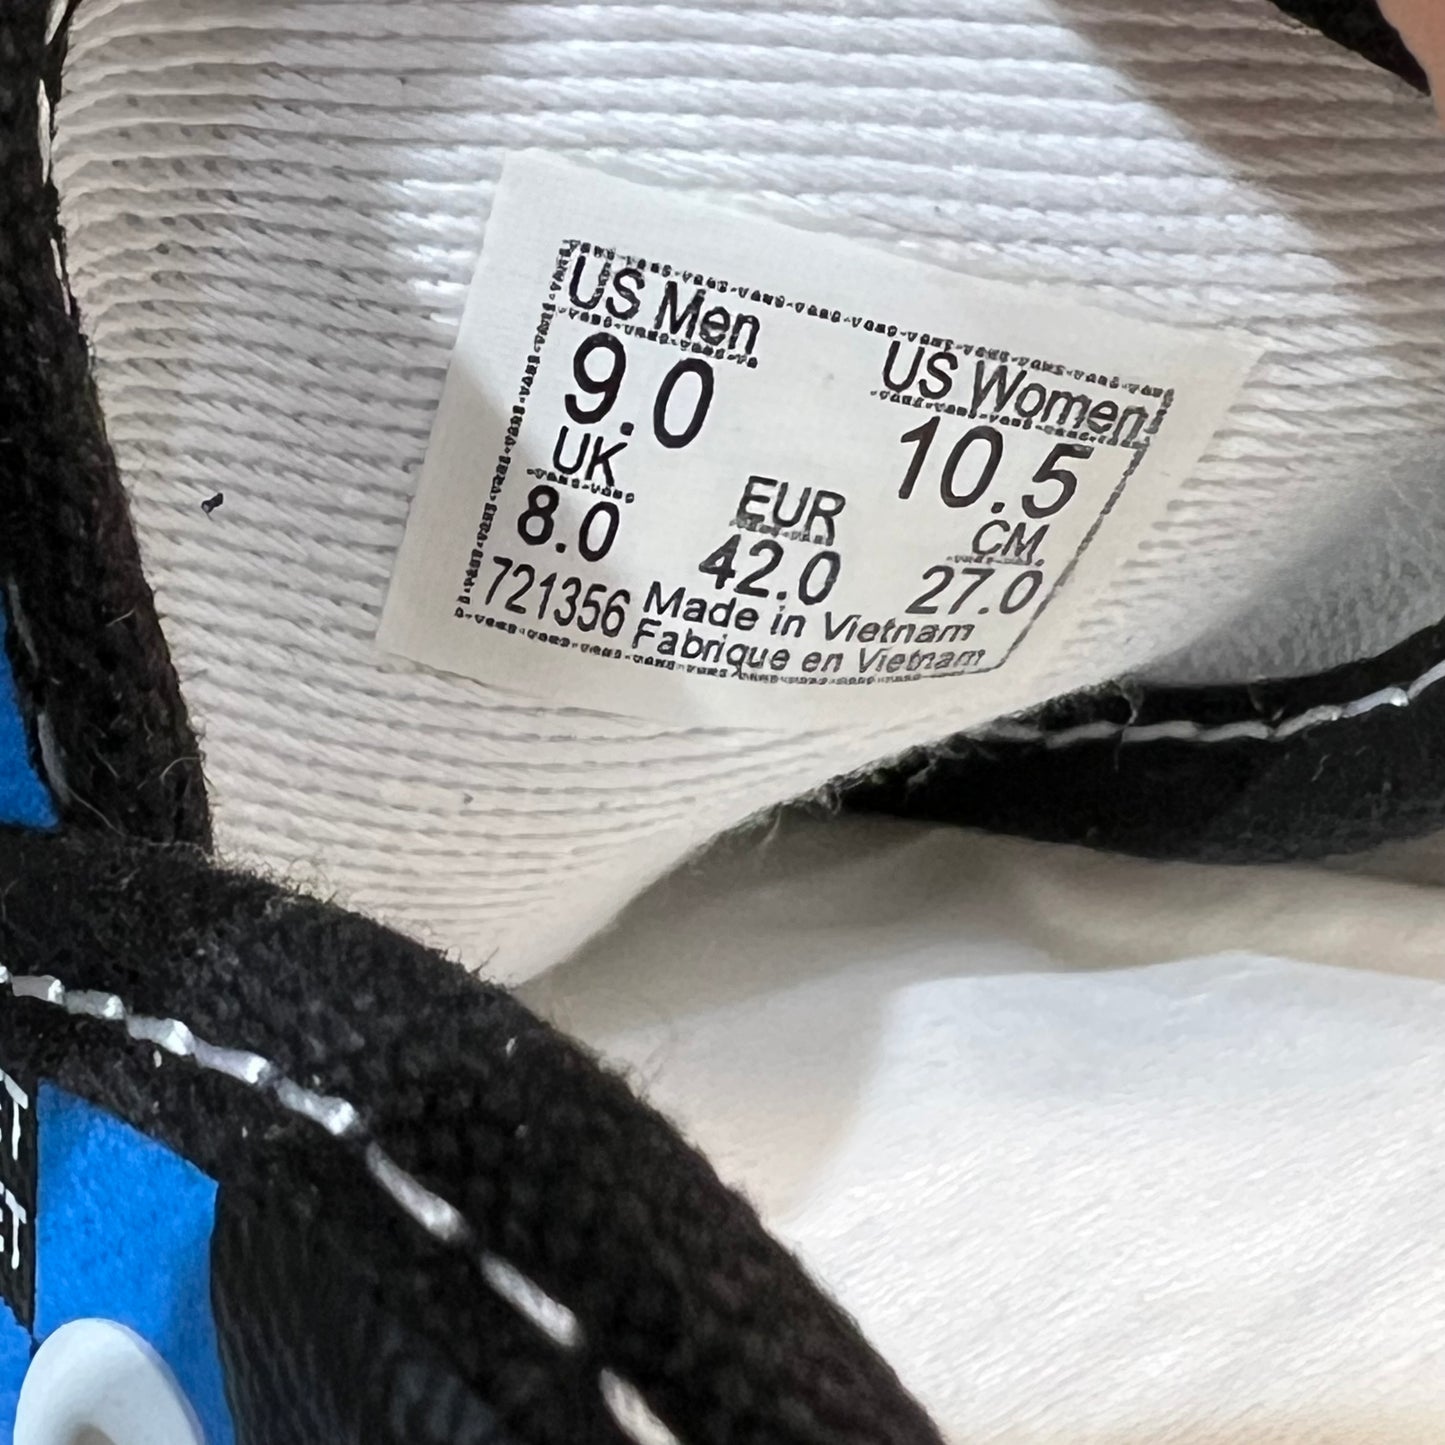 US Men
US Women
9.0
10.5
UK
EUR
CM.
8.0
42.0
27.0
721356
Made in Vietnam
Fabrique en Vietnam